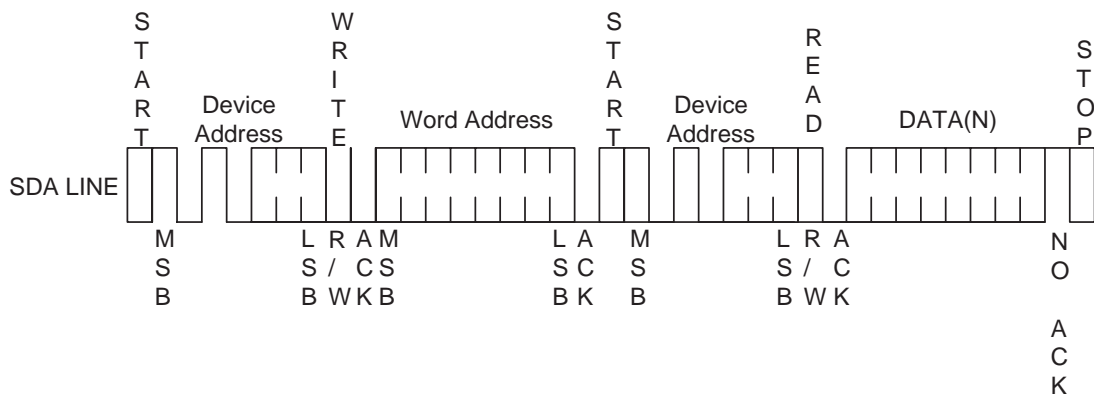 START
WRITE
START
READ
STOP
Device
Address
Word Address
Device
Address
DATA(N)
SDA LINE
MSB
LSB
R/W
ACK
MSB
LSB
ACK
MSB
LSB
R/W
ACK
NO ACK